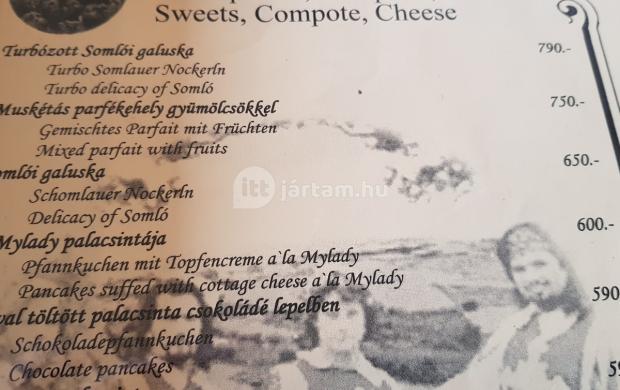 Sweets, Compote, Cheese
Turbózott Somlói galuska 790.-
Turbo Somlauer Nockerln
Turbo delicacy of Somló
Muskétás parfékehely gyümölcsökkel 750.-
Gemischtes Parfait mit Früchten
Mixed parfait with fruits
omlói galuska 650.-
Schomlauer Nockerln
Delicacy of Somló
itt jártam.hu
Mylady palacsintája 600.-
Pfannkuchen mit Topfencreme a`la Mylady
Pancakes suffed with cottage cheese a`la Mylady
val töltött palacsinta csokoládé lepelben 590
Schokoladepfannkuchen
Chocolate pancakes